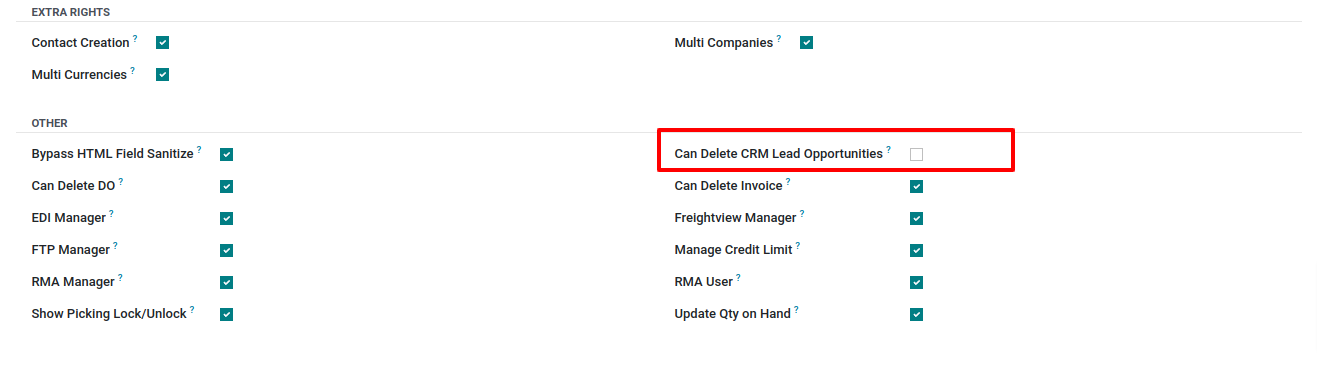 EXTRA RIGHTS
Contact Creation ? Multi Companies ?
Multi Currencies ?
OTHER
Bypass HTML Field Sanitize ? Can Delete CRM Lead Opportunities ?
Can Delete DO ? Can Delete Invoice ?
EDI Manager ? Freightview Manager ?
FTP Manager ? Manage Credit Limit ?
RMA Manager ? RMA User ?
Show Picking Lock/Unlock ? Update Qty on Hand ?